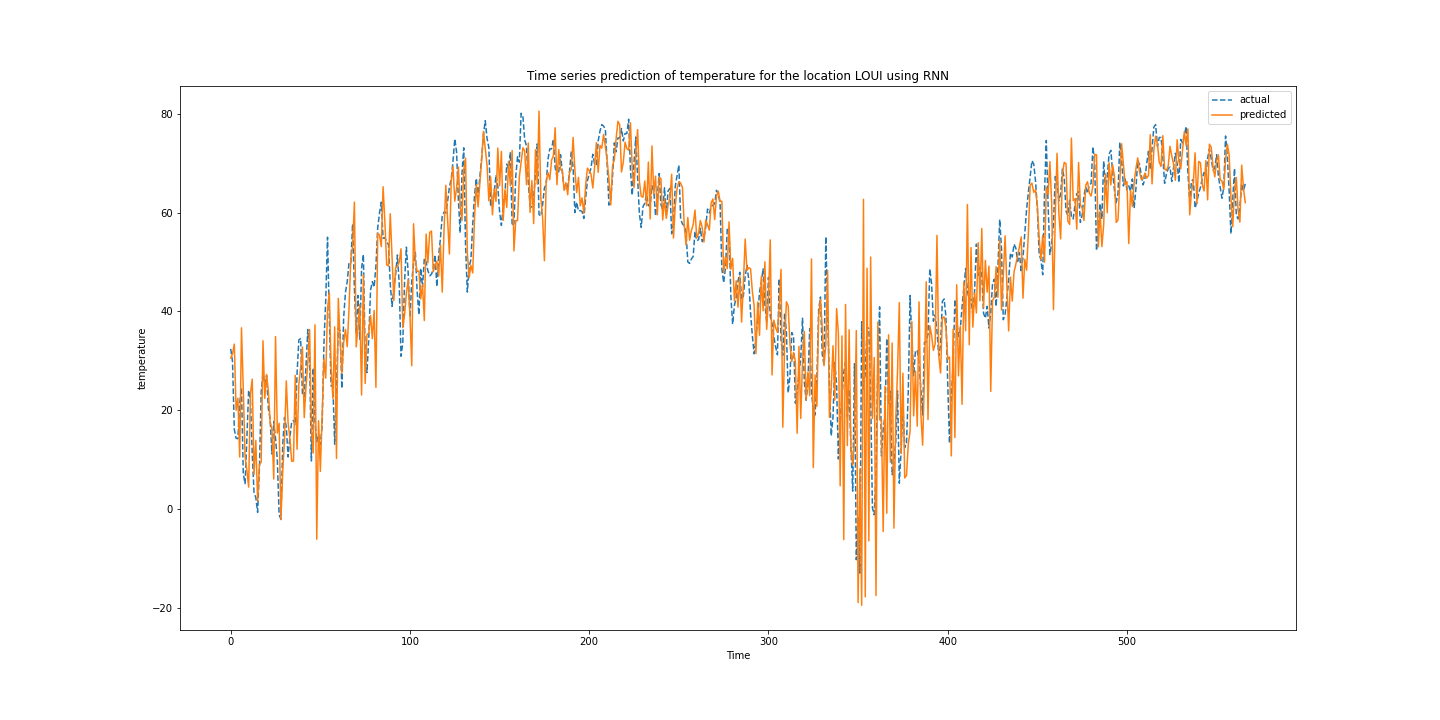 Time series prediction of temperature for the location LOUI using RNN
actual
predicted
80
60
40
20
0
−20
temperature
0
100
200
300
400
500
Time